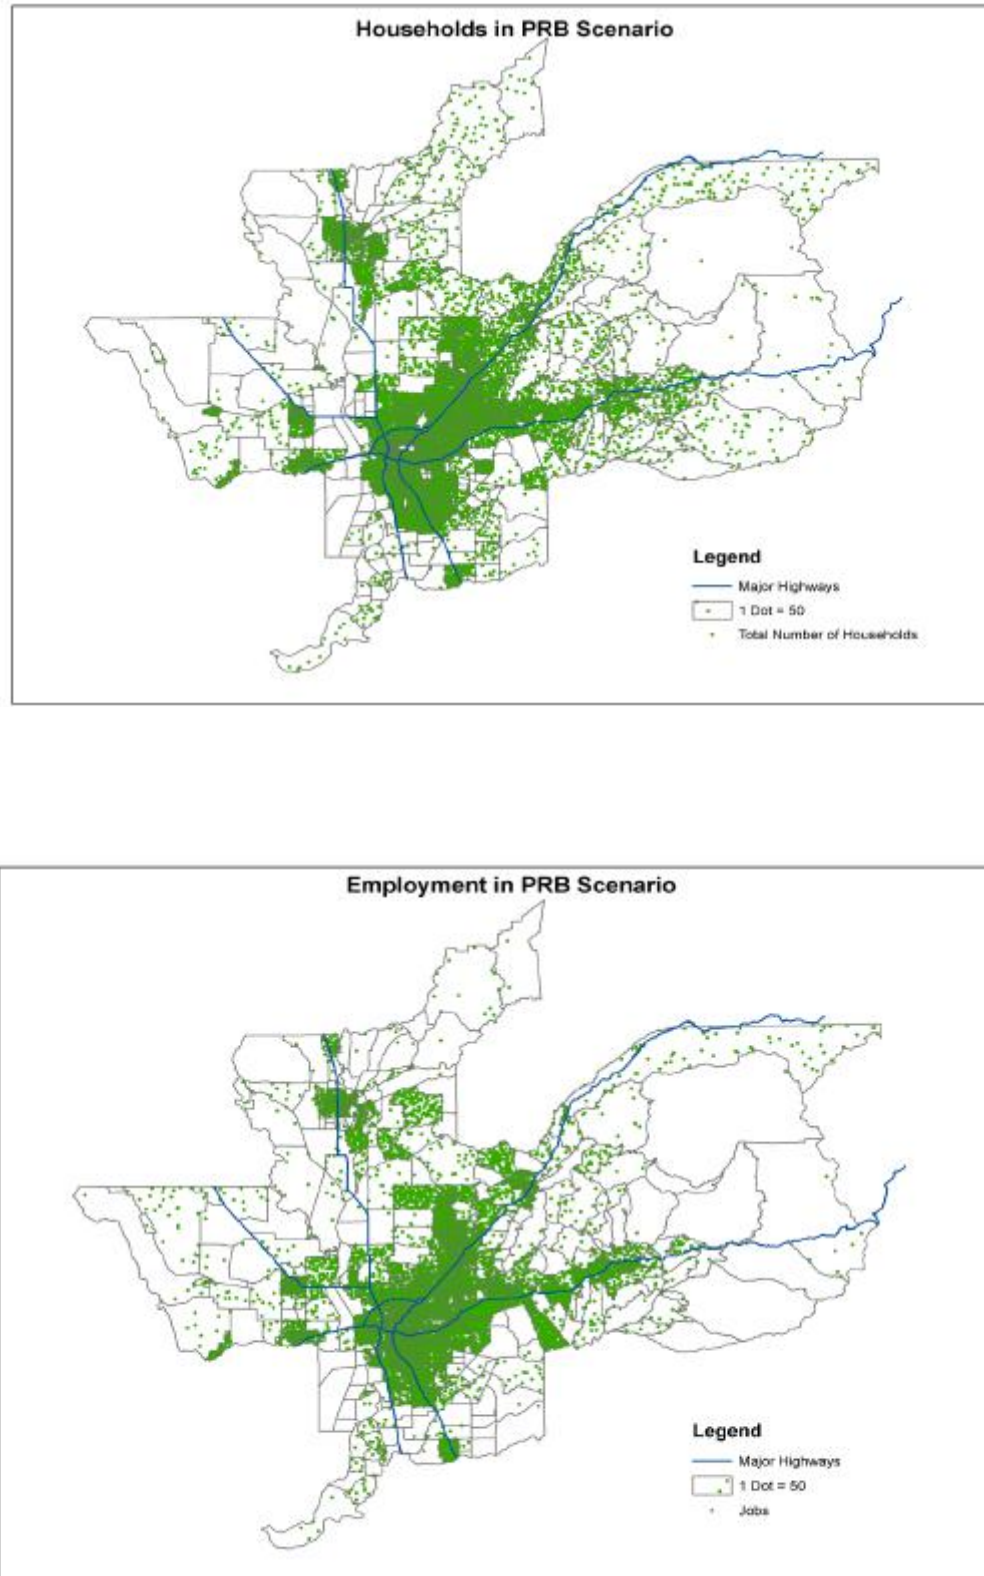 Households in PRB Scenario
Legend
Major Highways
1 Dot = 50
Total Number of Households
Employment in PRB Scenario
Legend
Major Highways
1 Dot = 50
Jobs